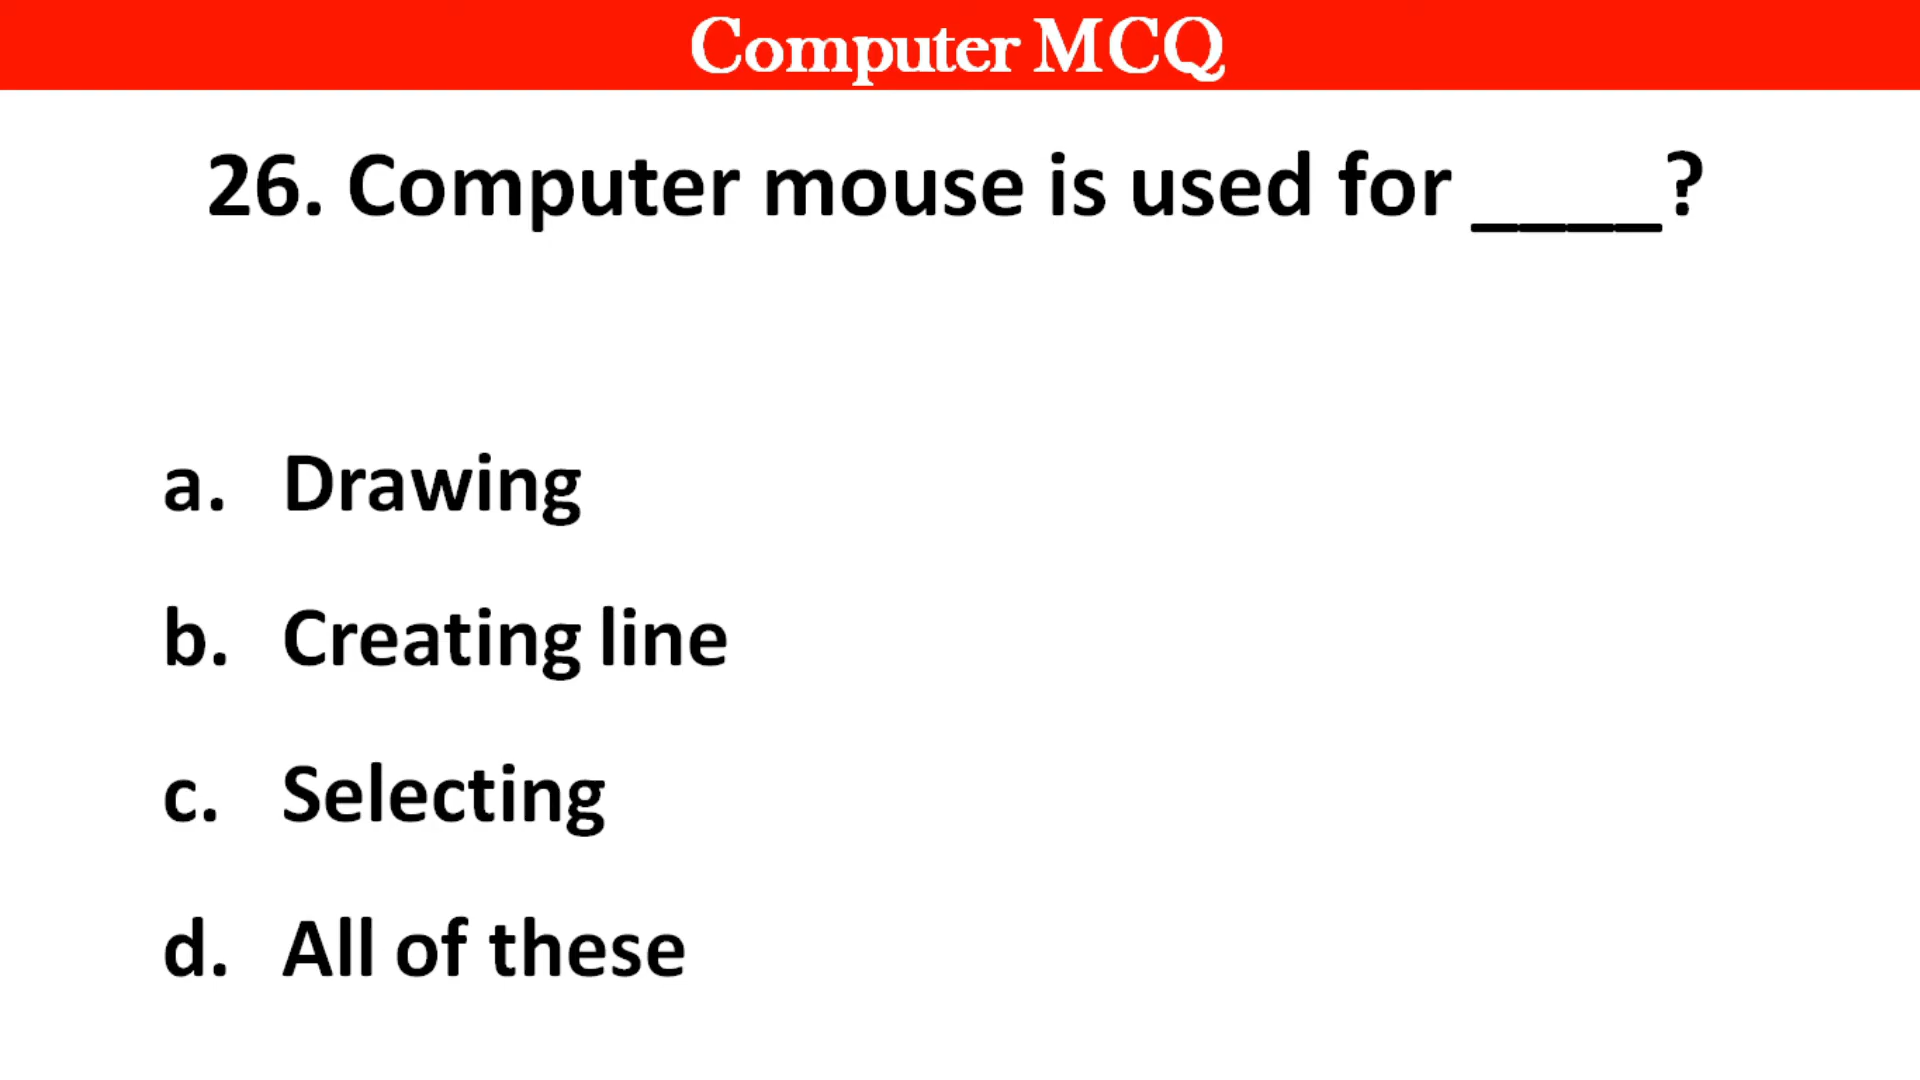 Computer MCQ
26. Computer mouse is used for ____?
a. Drawing
b. Creating line
c. Selecting
d. All of these